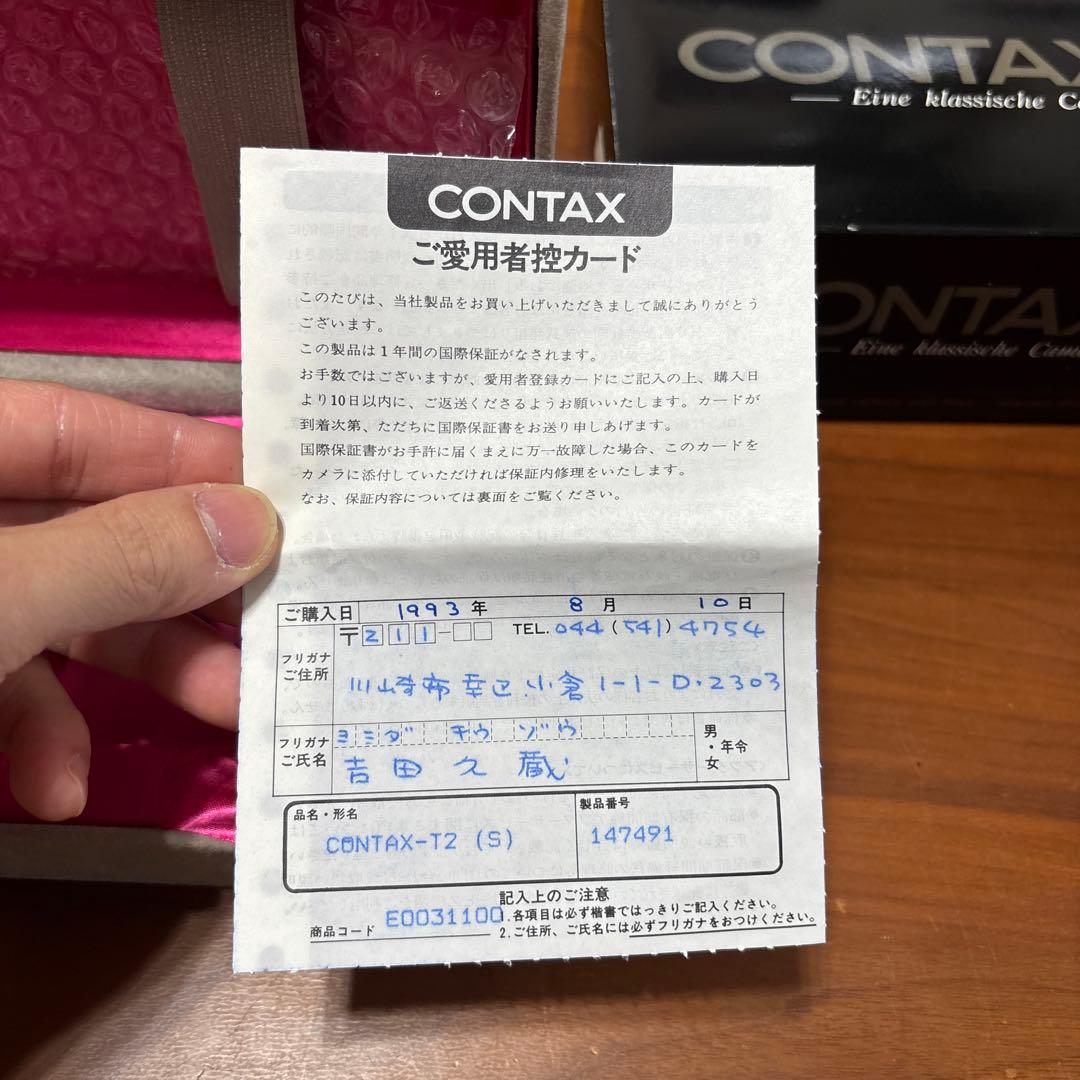 CONTAX
Eine klassische
CONTAX
Eine klassische
CONTAX
ご愛用者控カード
このたびは、当社製品をお買い上げいただきまして誠にありがとう
ございます。
この製品は1年間の国際保証がなされます。
お手数ではございますが、愛用者登録カードにご記入の上、購入日
より10日以内に、ご返送くださるようお願いいたします。カードが
到着次第、ただちに国際保証書をお送り申しあげます。
国際保証書がお手許に届くまえに万一故障した場合、このカードを
カメラに添付していただければ保証内修理をいたします。
なお、保証内容については裏面をご覧ください。
ご購入日 1993年 8月 10日
〒211-□□ TEL. 044 (541) 4754
フリガナ
ご住所
川崎市幸区小倉1-1-D・2303
フリガナ ヨミダ キウゾウ
ご氏名 吉田久蔵
男・女 年令
品名・形名 製品番号
CONTAX-T2 (S) 147491
商品コード E0031100
記入上のご注意
1.各項目は必ず楷書ではっきりご記入ください。
2.ご住所、ご氏名には必ずフリガナをおつけください。